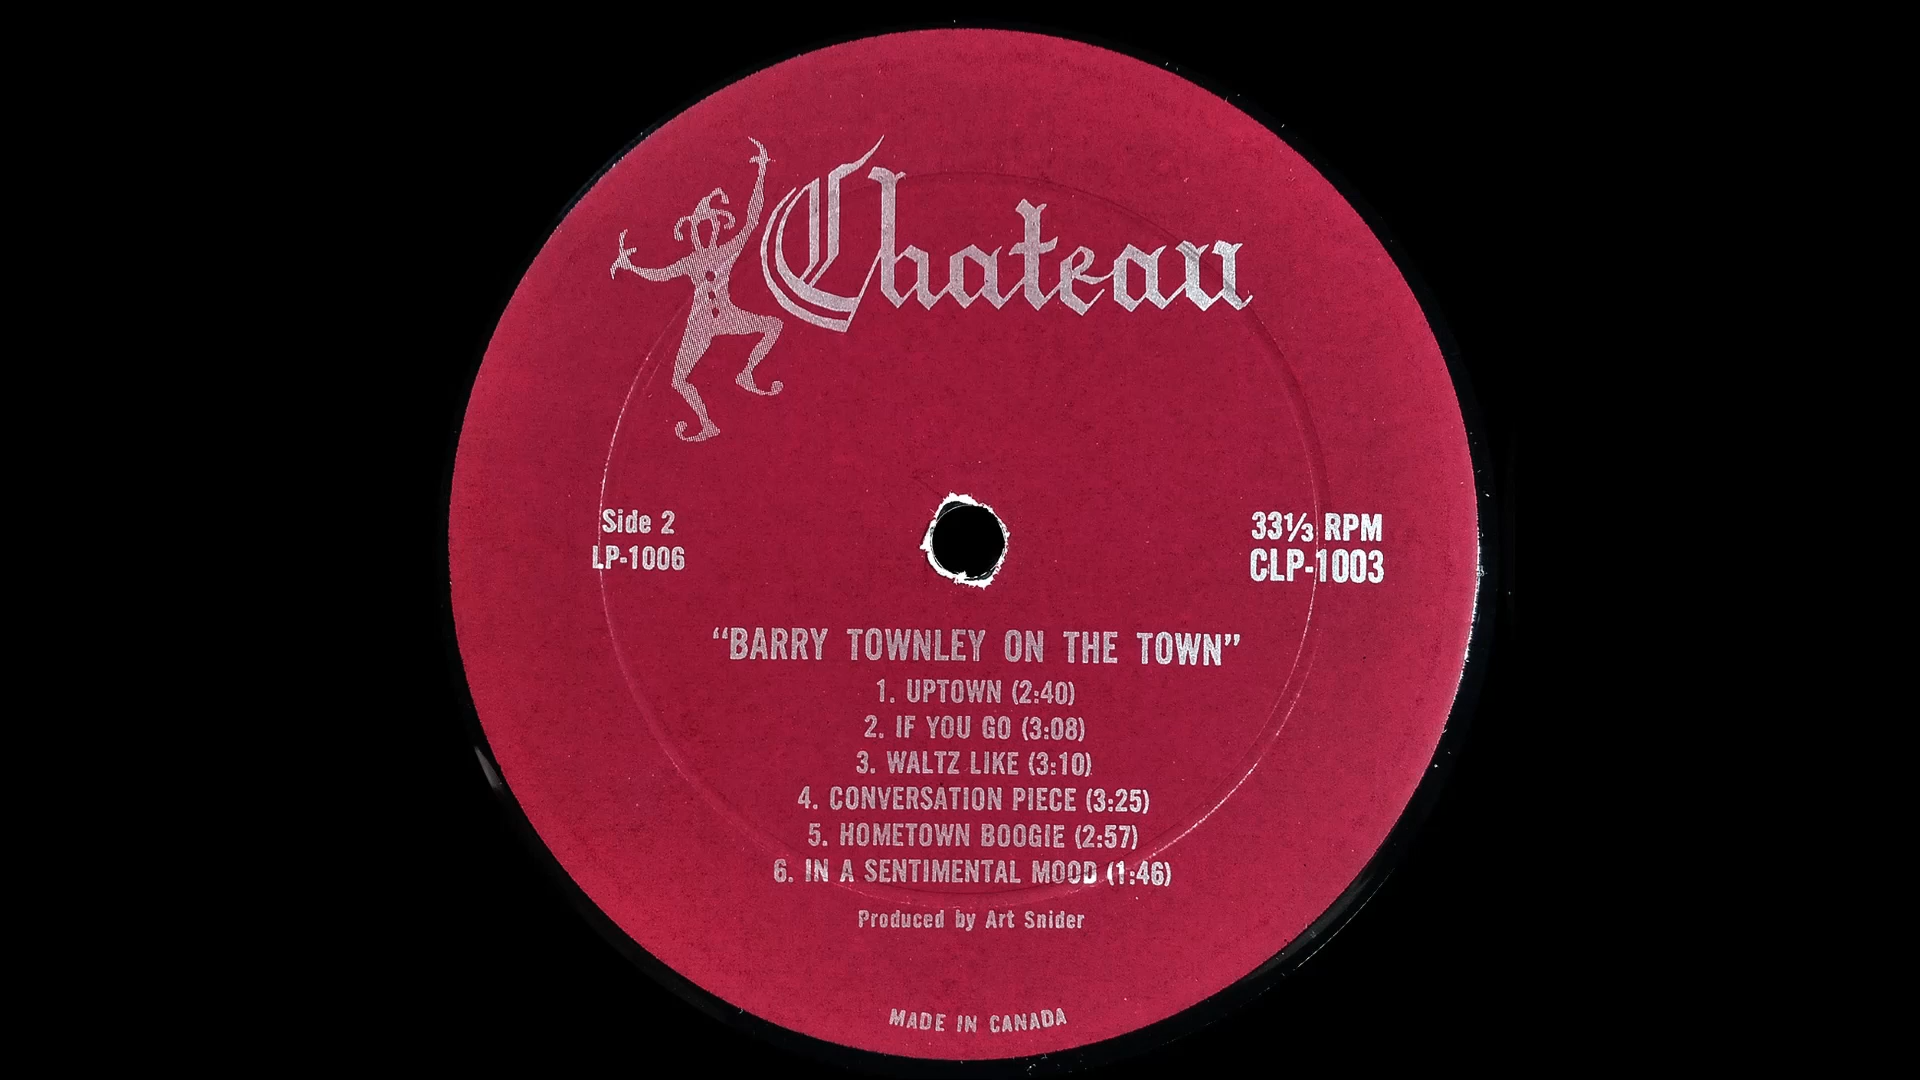 Chateau
Side 2
LP-1006
33⅓ RPM
CLP-1003
“BARRY TOWNLEY ON THE TOWN”
1. UPTOWN (2:40)
2. IF YOU GO (3:08)
3. WALTZ LIKE (3:10)
4. CONVERSATION PIECE (3:25)
5. HOMETOWN BOOGIE (2:57)
6. IN A SENTIMENTAL MOOD (1:46)
Produced by Art Snider
MADE IN CANADA